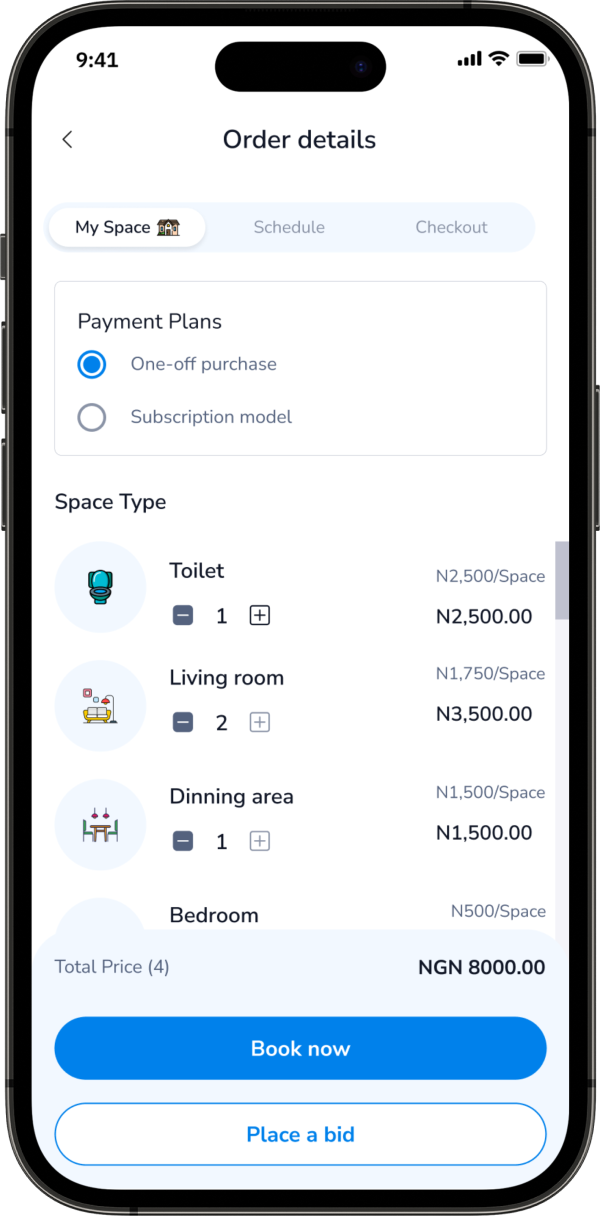 9:41
Order details
My Space Schedule Checkout
Payment Plans
One-off purchase
Subscription model
Space Type
Toilet N2,500/Space
1 N2,500.00
Living room N1,750/Space
2 N3,500.00
Dinning area N1,500/Space
1 N1,500.00
Bedroom N500/Space
Total Price (4) NGN 8000.00
Book now
Place a bid